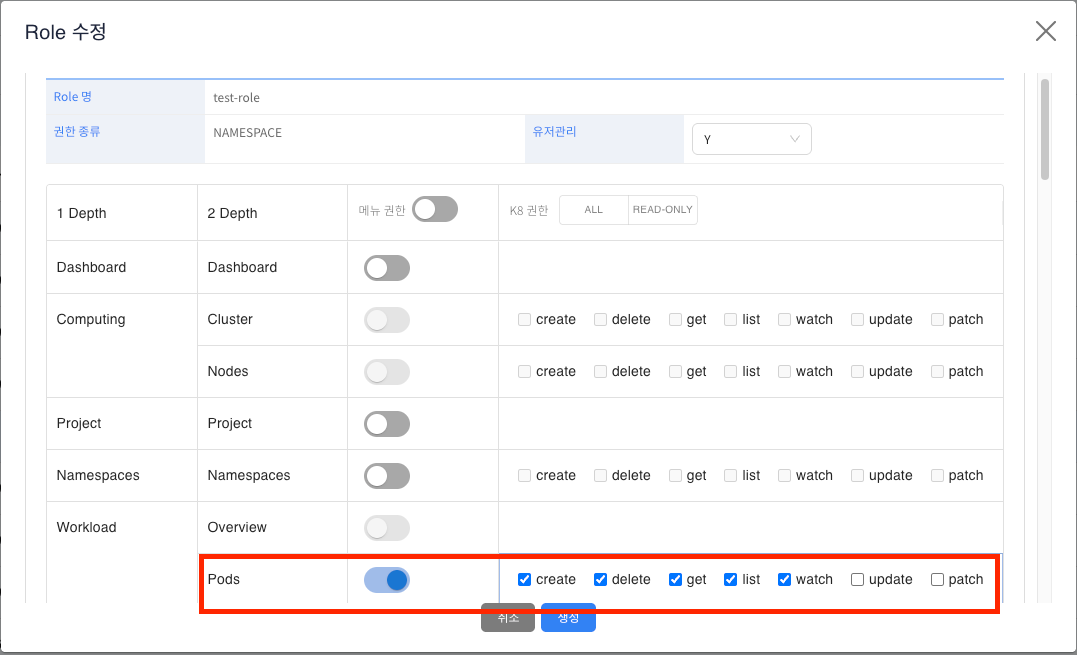 Role 수정
Role 명 test-role
권한 종류 NAMESPACE 유저관리 Y
1 Depth 2 Depth 메뉴 권한 K8 권한 ALL READ-ONLY
Dashboard Dashboard
Computing Cluster create delete get list watch update patch
Nodes create delete get list watch update patch
Project Project
Namespaces Namespaces create delete get list watch update patch
Workload Overview
Pods create delete get list watch update patch
취소 생성